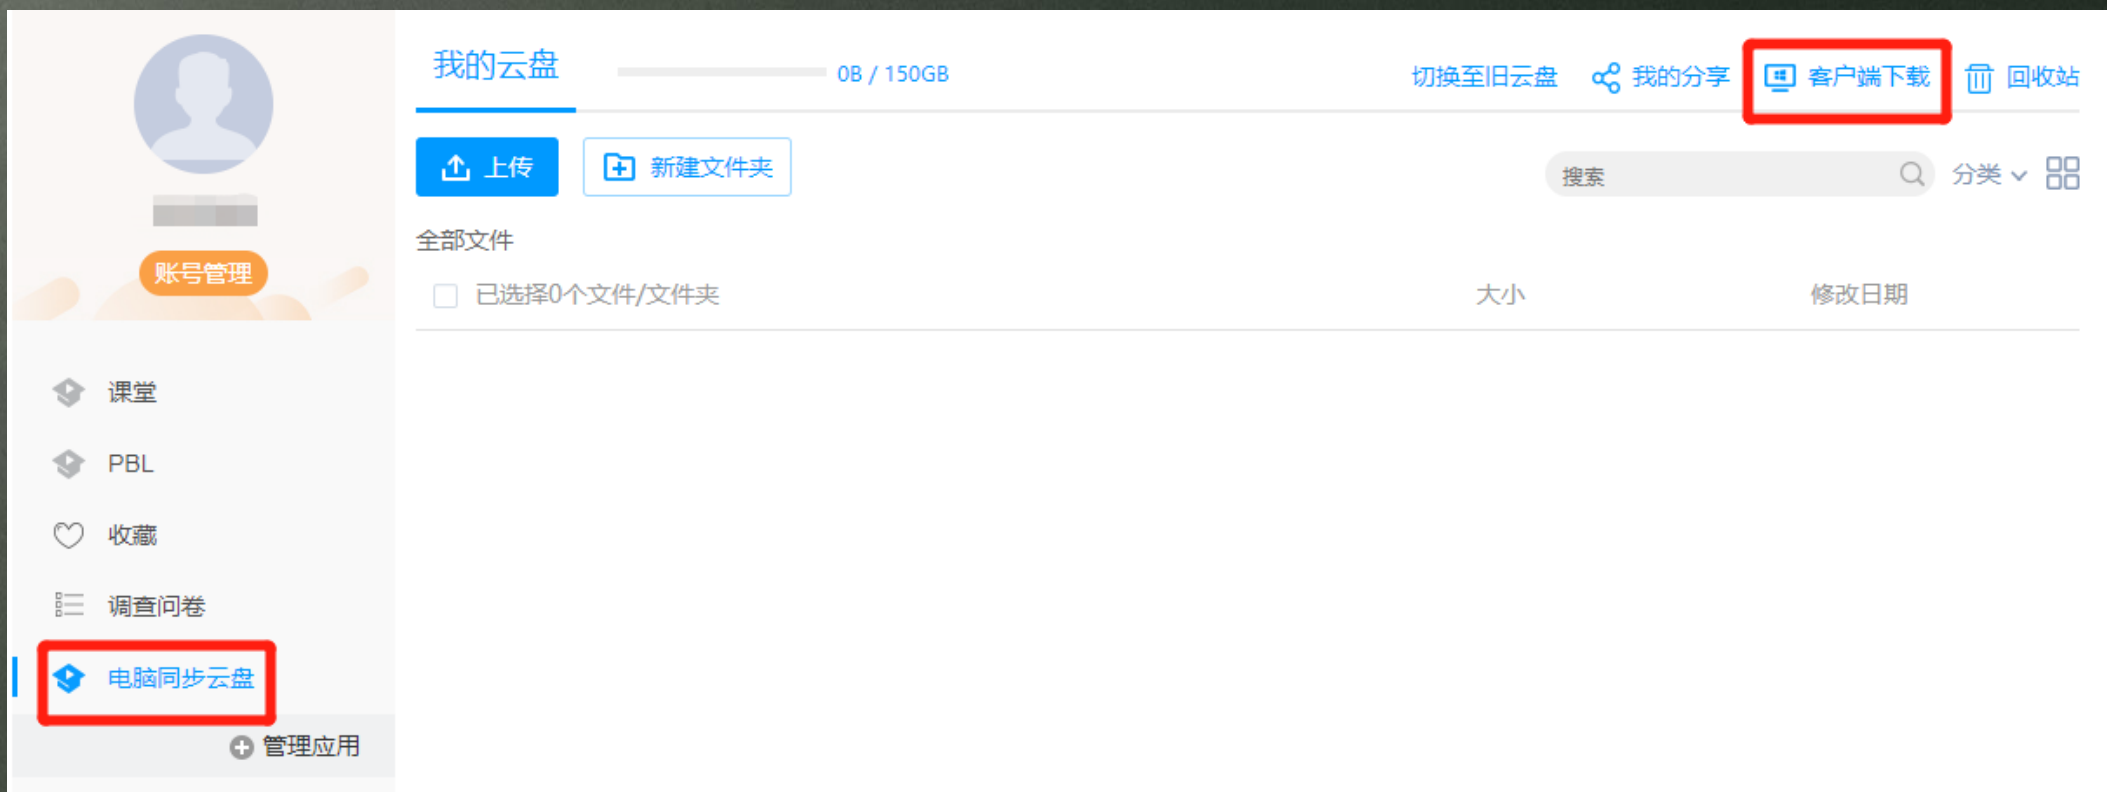 我的云盘
0B / 150GB
切换至旧云盘
我的分享
客户端下载
回收站
上传
新建文件夹
搜索
分类
账号管理
全部文件
已选择0个文件/文件夹
大小
修改日期
课堂
PBL
收藏
调查问卷
电脑同步云盘
管理应用